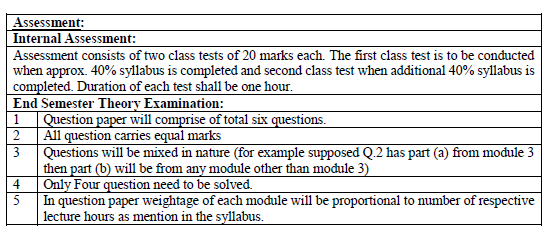 Assessment:
Internal Assessment:
Assessment consists of two class tests of 20 marks each. The first class test is to be conducted
when approx. 40% syllabus is completed and second class test when additional 40% syllabus is
completed. Duration of each test shall be one hour.
End Semester Theory Examination:
1 Question paper will comprise of total six questions.
2 All question carries equal marks
3 Questions will be mixed in nature (for example supposed Q.2 has part (a) from module 3
then part (b) will be from any module other than module 3)
4 Only Four question need to be solved.
5 In question paper weightage of each module will be proportional to number of respective
lecture hours as mention in the syllabus.